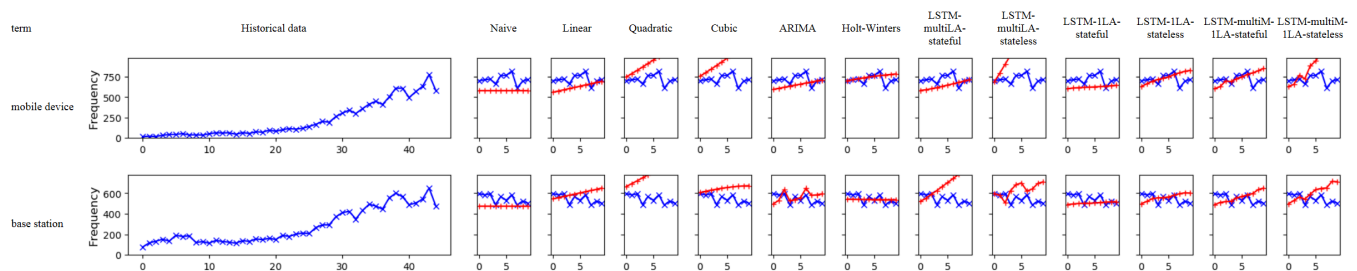 term Historical data Naive Linear Quadratic Cubic ARIMA Holt-Winters LSTM-multiLA-stateful LSTM-multiLA-stateless LSTM-1LA-stateful LSTM-1LA-stateless LSTM-multiM-1LA-stateful LSTM-multiM-1LA-stateless
mobile device
Frequency
750
500
250
0
0 10 20 30 40 0 5 0 5 0 5 0 5 0 5 0 5 0 5 0 5 0 5 0 5 0 5 0 5
base station
Frequency
600
400
200
0
0 10 20 30 40 0 5 0 5 0 5 0 5 0 5 0 5 0 5 0 5 0 5 0 5 0 5 0 5